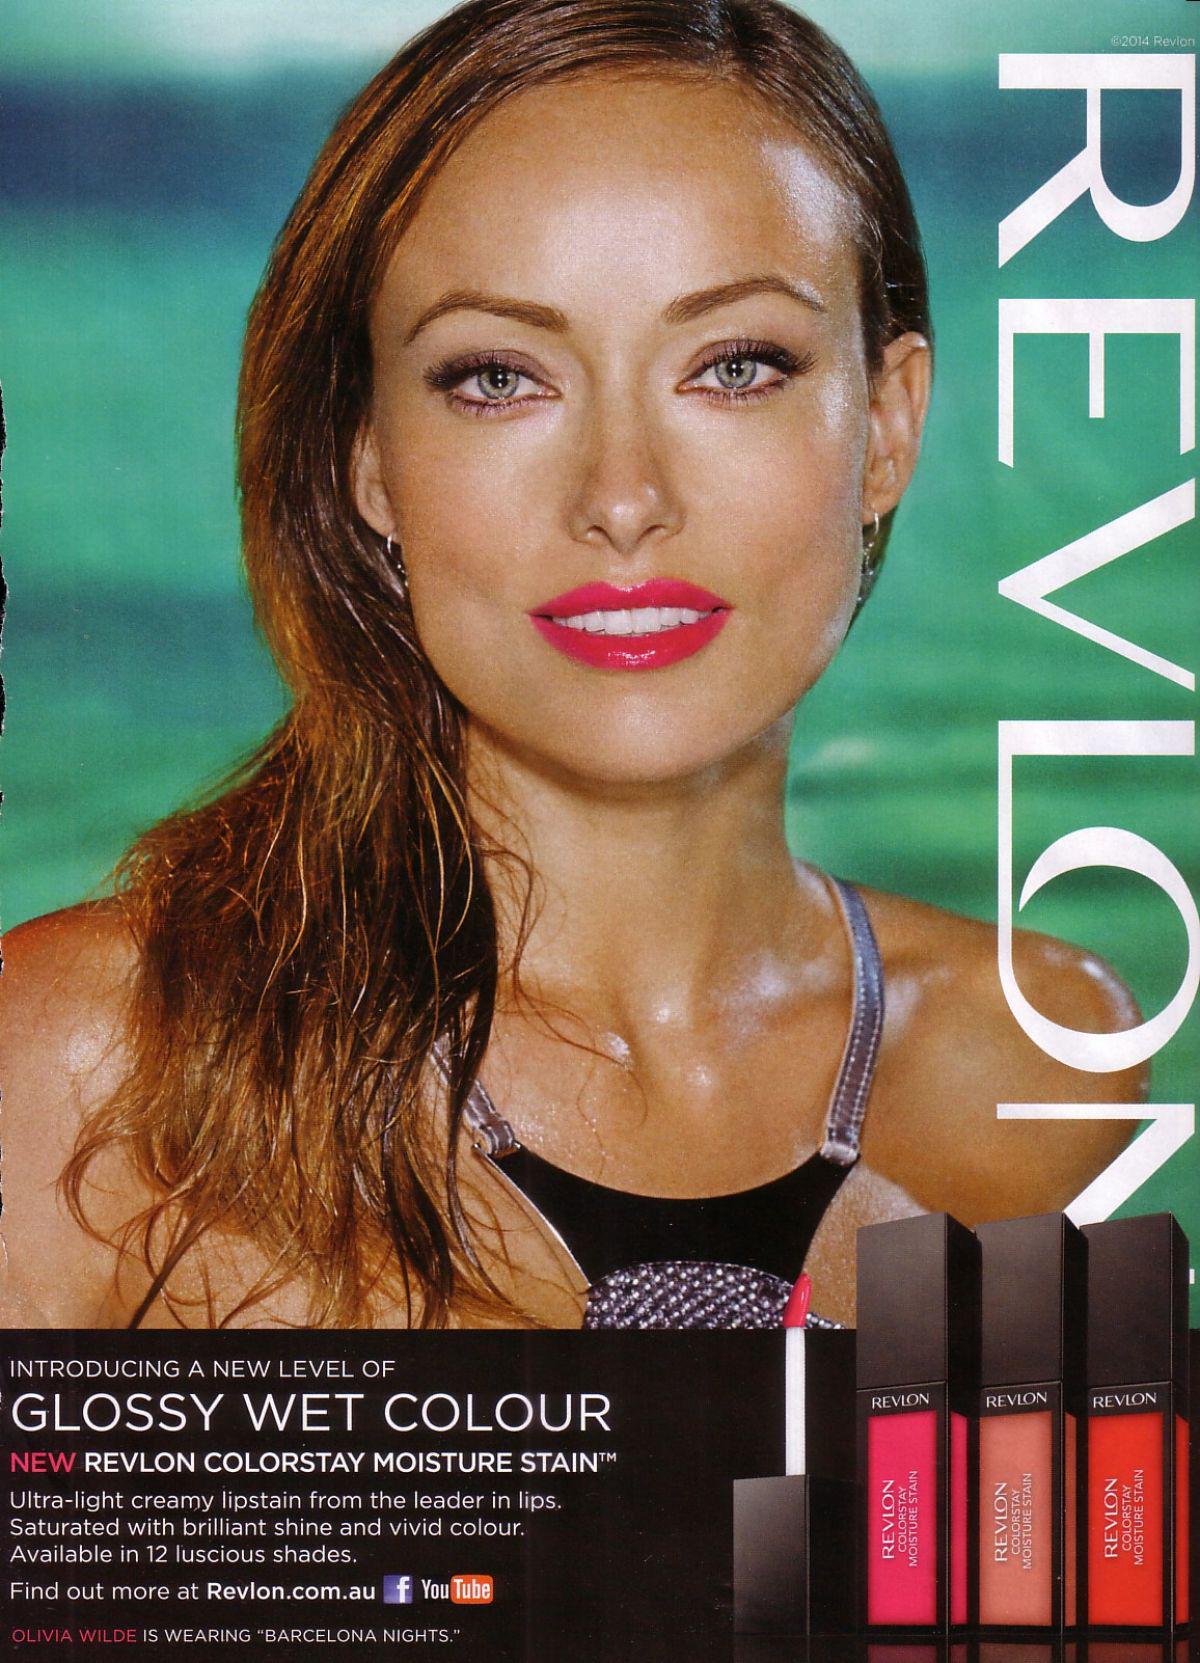 ©2014 Revlon
REVLON
INTRODUCING A NEW LEVEL OF
GLOSSY WET COLOUR
NEW REVLON COLORSTAY MOISTURE STAIN™
Ultra-light creamy lipstain from the leader in lips.
Saturated with brilliant shine and vivid colour.
Available in 12 luscious shades.
Find out more at Revlon.com.au f YouTube
OLIVIA WILDE IS WEARING “BARCELONA NIGHTS.”
REVLON
REVLON
COLORSTAY
MOISTURE STAIN
REVLON
REVLON
COLORSTAY
MOISTURE STAIN
REVLON
REVLON
COLORSTAY
MOISTURE STAIN